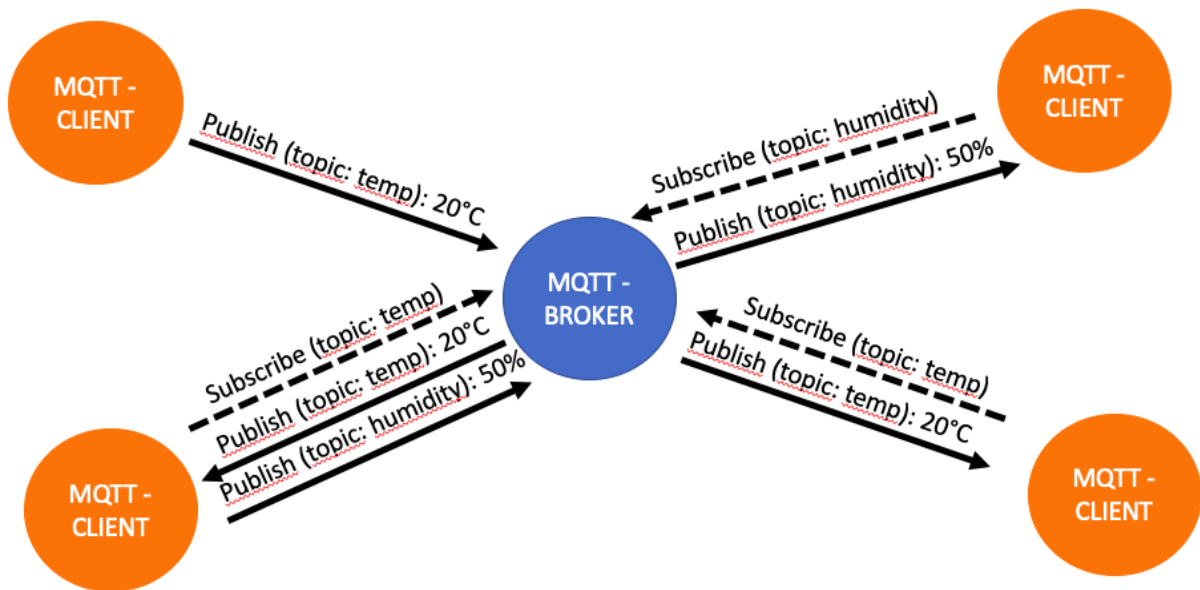 MQTT -
CLIENT
Publish (topic: temp): 20°C
MQTT -
CLIENT
Subscribe (topic: humidity)
Publish (topic: humidity): 50%
MQTT -
BROKER
Subscribe (topic: temp)
Publish (topic: temp): 20°C
Publish (topic: humidity): 50%
MQTT -
CLIENT
Subscribe (topic: temp)
Publish (topic: temp): 20°C
MQTT -
CLIENT